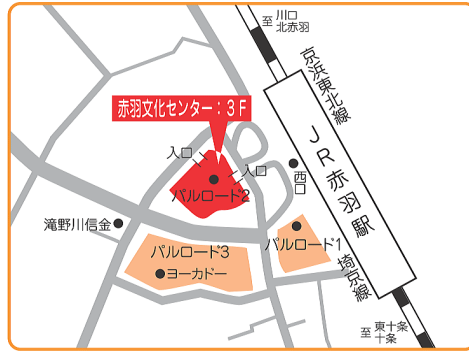 至
川口
北赤羽
京浜東北線
赤羽文化センター：3F
入口
入口
パルロード2
西口
JR赤羽駅
滝野川信金
パルロード3
ヨーカドー
パルロード1
埼京線
至
東十条
十条